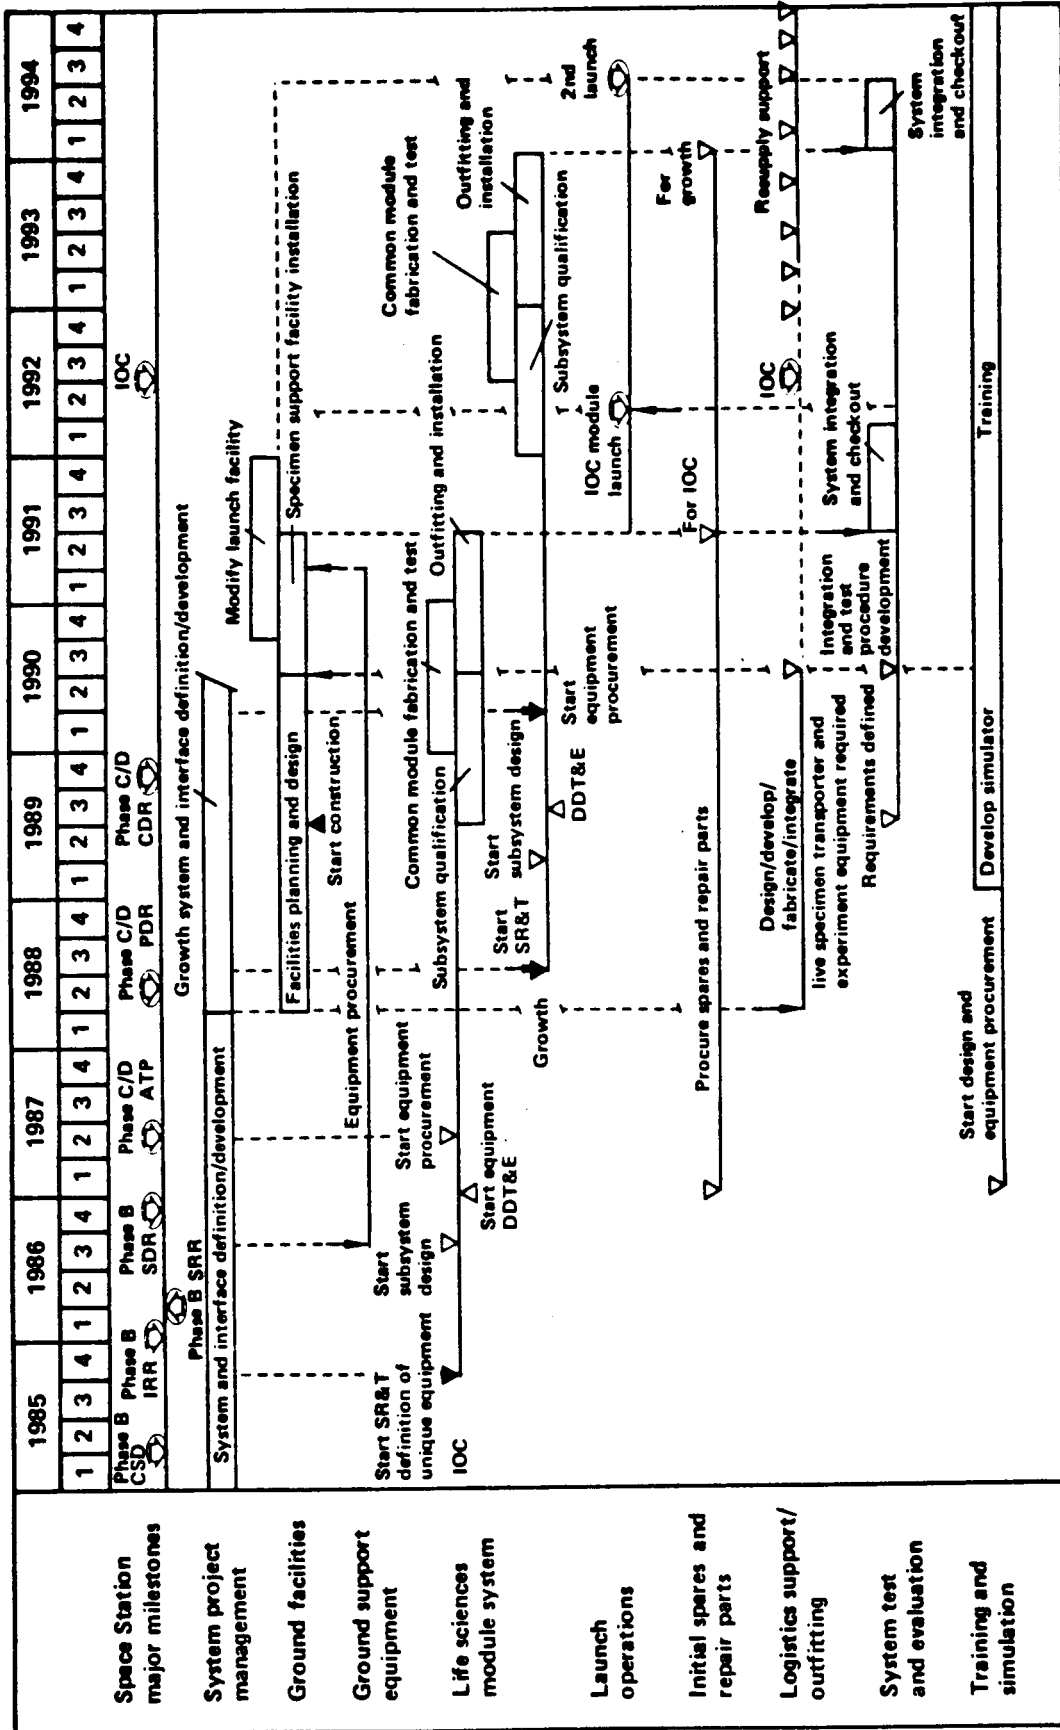 1985 1986 1987 1988 1989 1990 1991 1992 1993 1994
1 2 3 4 1 2 3 4 1 2 3 4 1 2 3 4 1 2 3 4 1 2 3 4 1 2 3 4 1 2 3 4 1 2 3 4 1 2 3 4
Space Station
major milestones
Phase B
CSD
Phase B
IRR
Phase B SRR
Phase B
SDR
Phase C/D
ATP
Phase C/D
PDR
Phase C/D
CDR
IOC
System project
management
System and interface definition/development
Growth system and interface definition/development
Ground facilities
Facilities planning and design
Start construction
Modify launch facility
Specimen support facility installation
Ground support
equipment
Equipment procurement
Life sciences
module system
Start SR&T
definition of
unique equipment
IOC
Start
subsystem
design
Start equipment
DDT&E
Start equipment
procurement
Subsystem qualification
Common module fabrication and test
Outfitting and installation
Growth
Start
SR&T
Start
subsystem design
DDT&E
Start
equipment
procurement
Subsystem qualification
Common module
fabrication and test
Outfitting and
installation
Launch
operations
IOC module
launch
2nd
launch
Initial spares and
repair parts
Procure spares and repair parts
For IOC
For
growth
Logistics support/
outfitting
Design/develop/
fabricate/integrate
live specimen transporter and
experiment equipment required
IOC
Resupply support
System test
and evaluation
Requirements defined
Integration
and test
procedure
development
System integration
and checkout
System
integration
and checkout
Training and
simulation
Start design and
equipment procurement
Develop simulator
Training